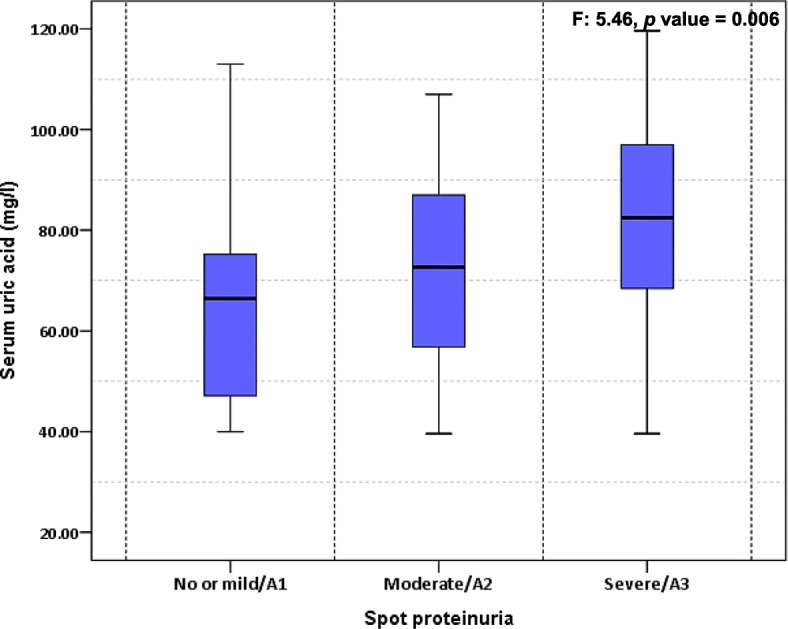 F: 5.46, p value = 0.006
120.00
100.00
80.00
60.00
40.00
20.00
Serum uric acid (mg/l)
No or mild/A1
Moderate/A2
Severe/A3
Spot proteinuria